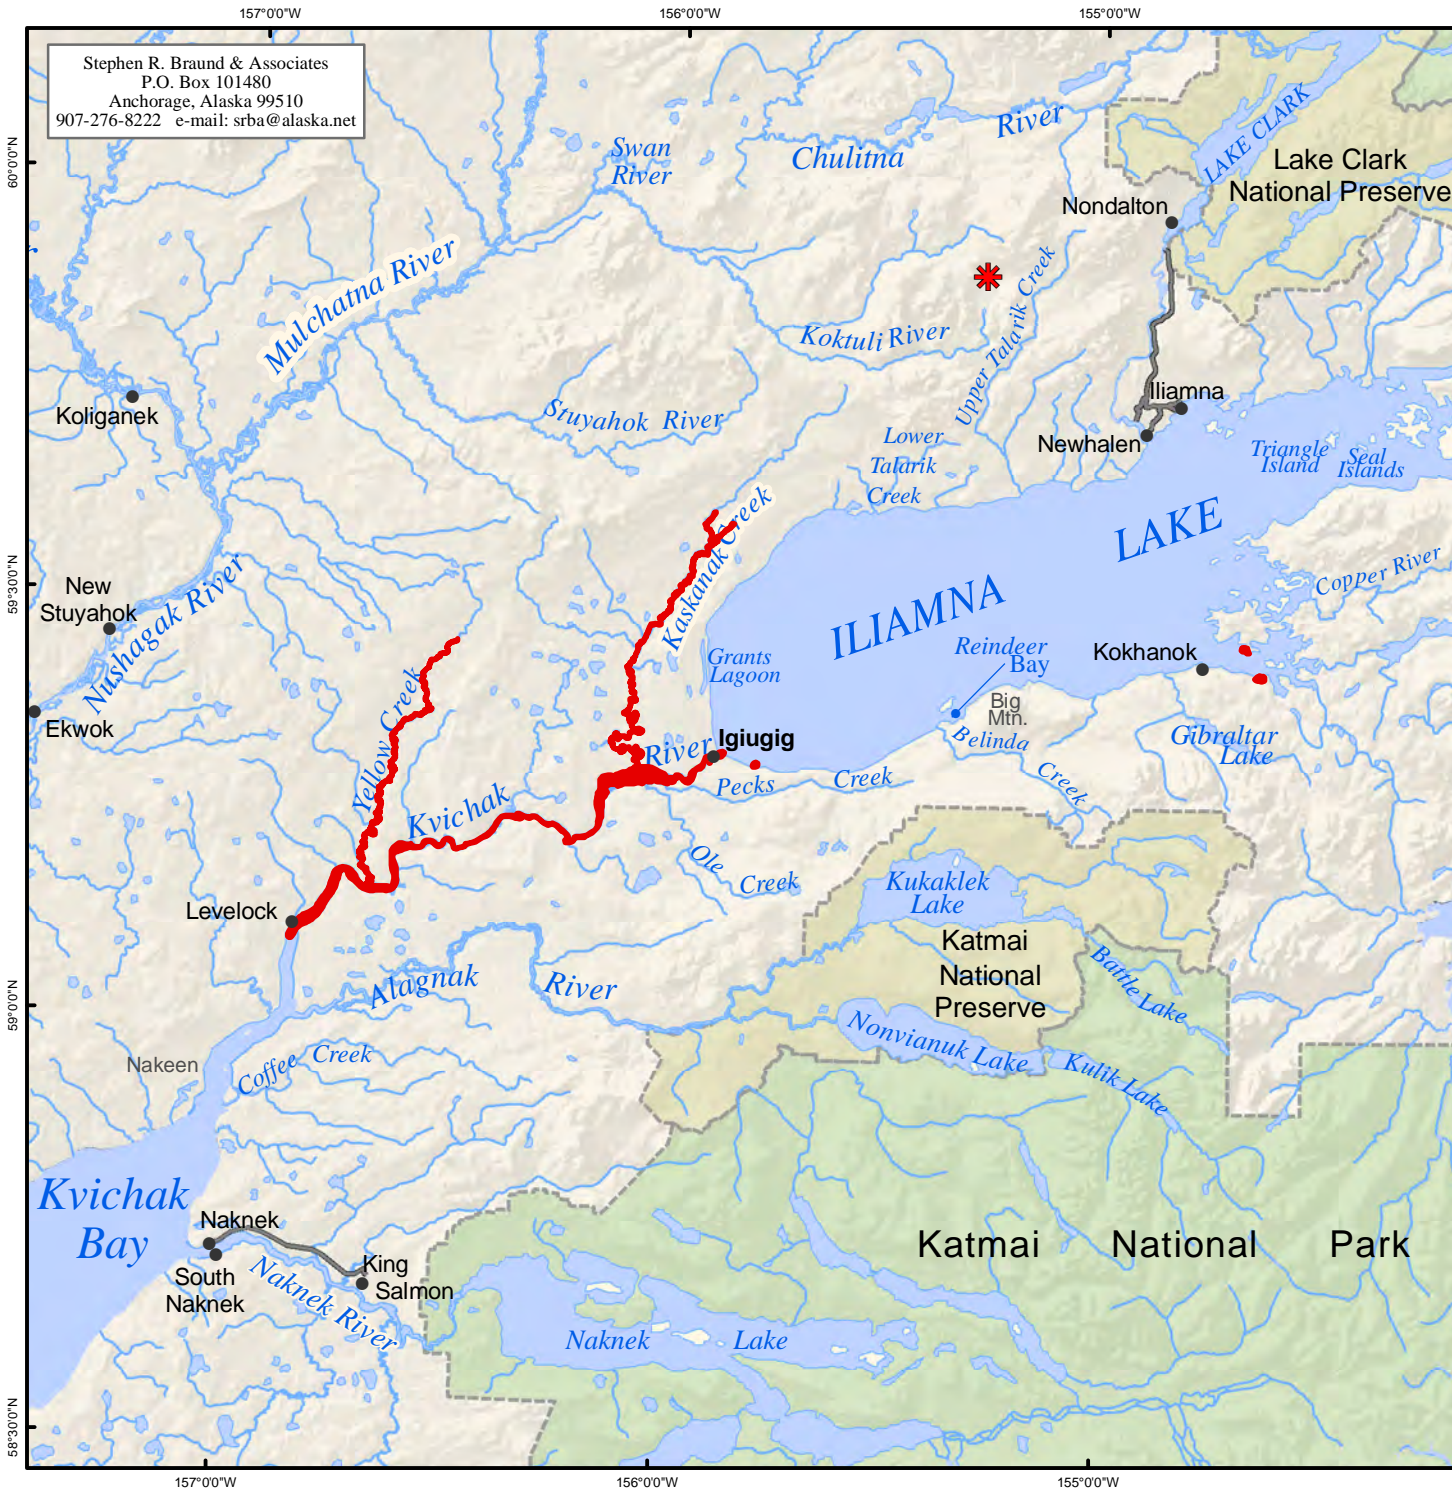 157°0'0"W
156°0'0"W
155°0'0"W
Stephen R. Braund & Associates
P.O. Box 101480
Anchorage, Alaska 99510
907-276-8222 e-mail: srba@alaska.net
60°0'0"N
59°30'0"N
59°0'0"N
58°30'0"N
Swan
River
Chulitna
River
LAKE CLARK
Lake Clark
National Preserve
Nondalton
Mulchatna River
Koktuli River
Upper Talarik Creek
Koliganek
Stuyahok River
Iliamna
Newhalen
Lower
Talarik
Creek
Triangle
Island
Seal
Islands
Kaskanak Creek
ILIAMNA
LAKE
Copper River
New
Stuyahok
Nushagak River
Ekwok
Grants
Lagoon
Reindeer
Bay
Kokhanok
Big
Mtn.
Belinda
Creek
Gibraltar
Lake
Yellow Creek
Kvichak
River
Igiugig
Pecks
Creek
Ole
Creek
Levelock
Kukaklek
Lake
Katmai
National
Preserve
Battle Lake
Alagnak
River
Nonvianuk Lake
Kulik Lake
Nakeen
Coffee Creek
Kvichak
Bay
Naknek
South
Naknek
King
Salmon
Naknek River
Naknek Lake
Katmai National Park
157°0'0"W
156°0'0"W
155°0'0"W